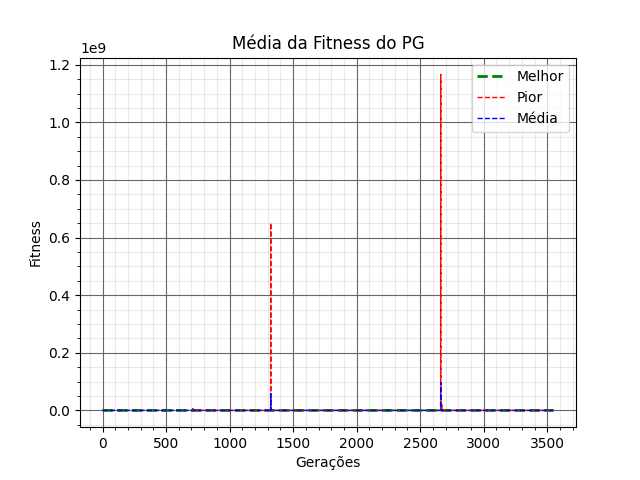 Média da Fitness do PG
1e9
1.2
1.0
0.8
0.6
0.4
0.2
0.0
Fitness
0 500 1000 1500 2000 2500 3000 3500
Gerações
Melhor
Pior
Média